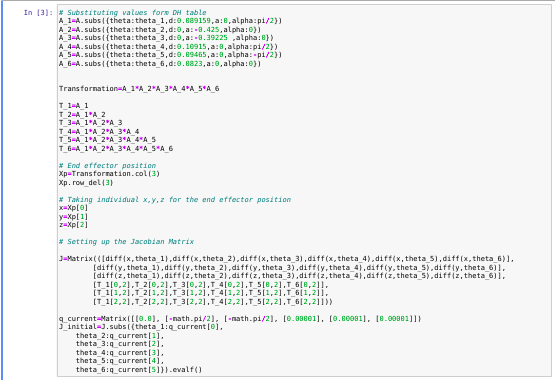 In [3]:
# Substituting values form DH table
A_1=A.subs({theta:theta_1,d:0.089159,a:0,alpha:pi/2})
A_2=A.subs({theta:theta_2,d:0,a:-0.425,alpha:0})
A_3=A.subs({theta:theta_3,d:0,a:-0.39225 ,alpha:0})
A_4=A.subs({theta:theta_4,d:0.10915,a:0,alpha:pi/2})
A_5=A.subs({theta:theta_5,d:0.09465,a:0,alpha:-pi/2})
A_6=A.subs({theta:theta_6,d:0.0823,a:0,alpha:0})
Transformation=A_1*A_2*A_3*A_4*A_5*A_6
T_1=A_1
T_2=A_1*A_2
T_3=A_1*A_2*A_3
T_4=A_1*A_2*A_3*A_4
T_5=A_1*A_2*A_3*A_4*A_5
T_6=A_1*A_2*A_3*A_4*A_5*A_6
# End effector position
Xp=Transformation.col(3)
Xp.row_del(3)
# Taking individual x,y,z for the end effector position
x=Xp[0]
y=Xp[1]
z=Xp[2]
# Setting up the Jacobian Matrix
J=Matrix(([diff(x,theta_1),diff(x,theta_2),diff(x,theta_3),diff(x,theta_4),diff(x,theta_5),diff(x,theta_6)],
[diff(y,theta_1),diff(y,theta_2),diff(y,theta_3),diff(y,theta_4),diff(y,theta_5),diff(y,theta_6)],
[diff(z,theta_1),diff(z,theta_2),diff(z,theta_3),diff(z,theta_4),diff(z,theta_5),diff(z,theta_6)],
[T_1[0,2],T_2[0,2],T_3[0,2],T_4[0,2],T_5[0,2],T_6[0,2]],
[T_1[1,2],T_2[1,2],T_3[1,2],T_4[1,2],T_5[1,2],T_6[1,2]],
[T_1[2,2],T_2[2,2],T_3[2,2],T_4[2,2],T_5[2,2],T_6[2,2]]))
q_current=Matrix([[0.0], [-math.pi/2], [-math.pi/2], [0.00001], [0.00001], [0.00001]])
J_initial=J.subs({theta_1:q_current[0],
theta_2:q_current[1],
theta_3:q_current[2],
theta_4:q_current[3],
theta_5:q_current[4],
theta_6:q_current[5]}).evalf()